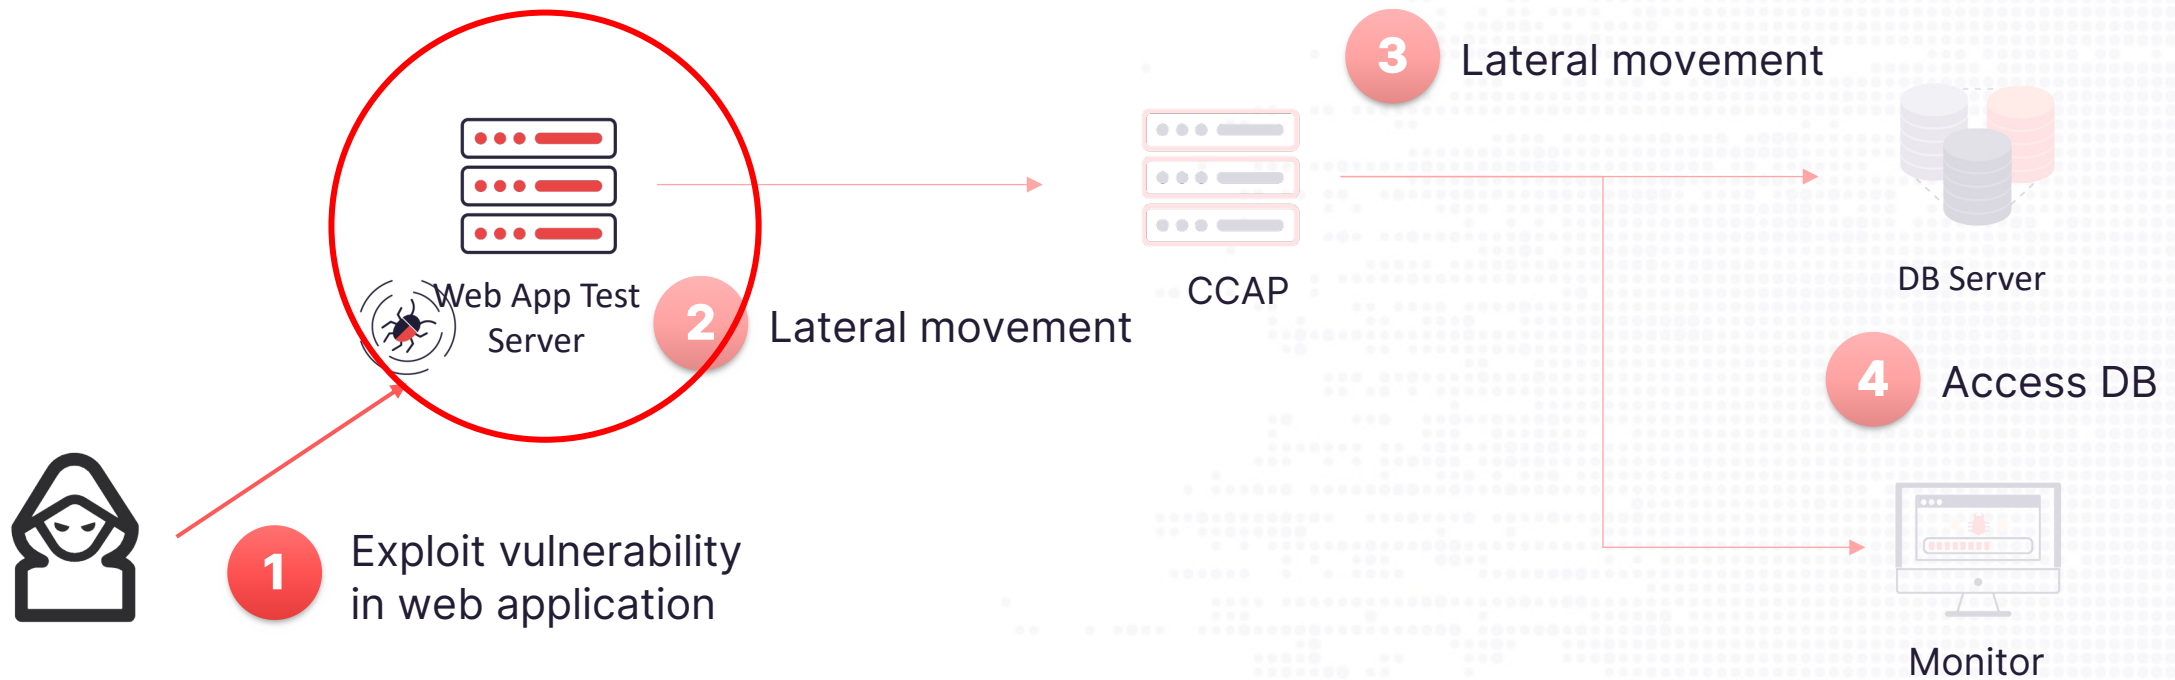 3
Lateral movement
Web App Test
Server
2
Lateral movement
CCAP
DB Server
4
Access DB
1
Exploit vulnerability
in web application
Monitor